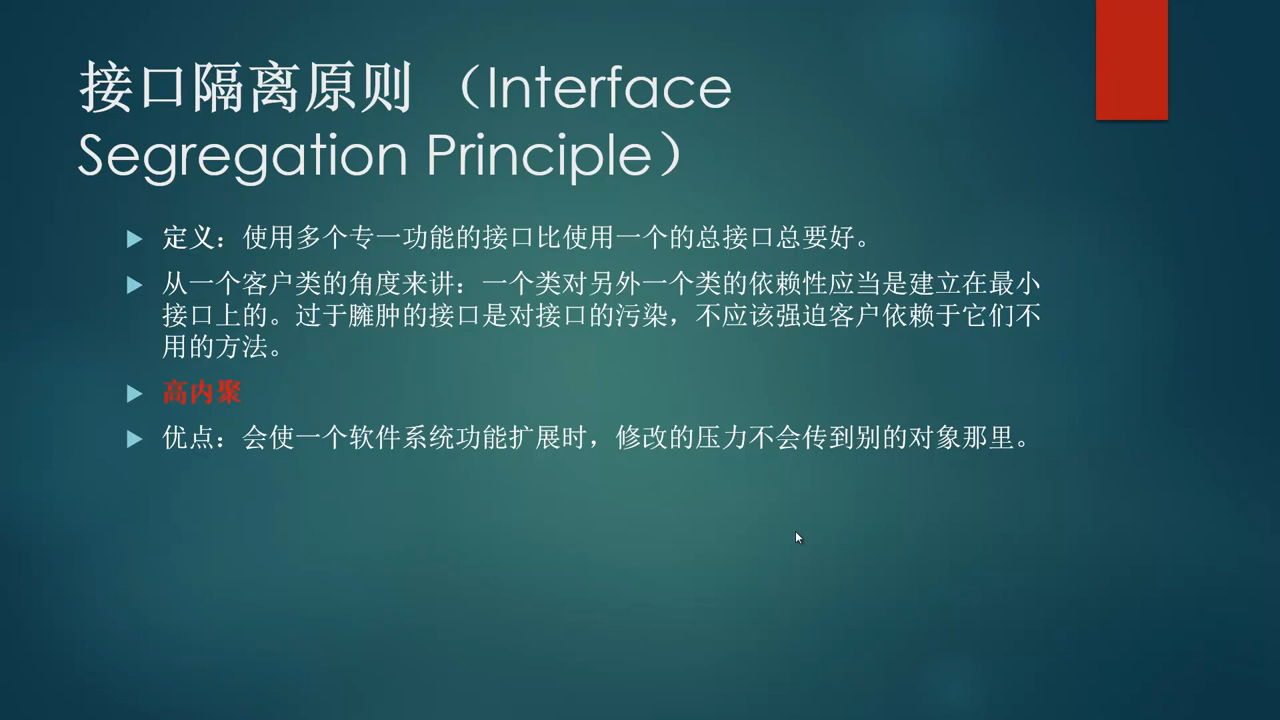 接口隔离原则 （Interface
Segregation Principle）
定义：使用多个专一功能的接口比使用一个的总接口总要好。
从一个客户类的角度来讲：一个类对另外一个类的依赖性应当是建立在最小
接口上的。过于臃肿的接口是对接口的污染，不应该强迫客户依赖于它们不
用的方法。
高内聚
优点：会使一个软件系统功能扩展时，修改的压力不会传到别的对象那里。